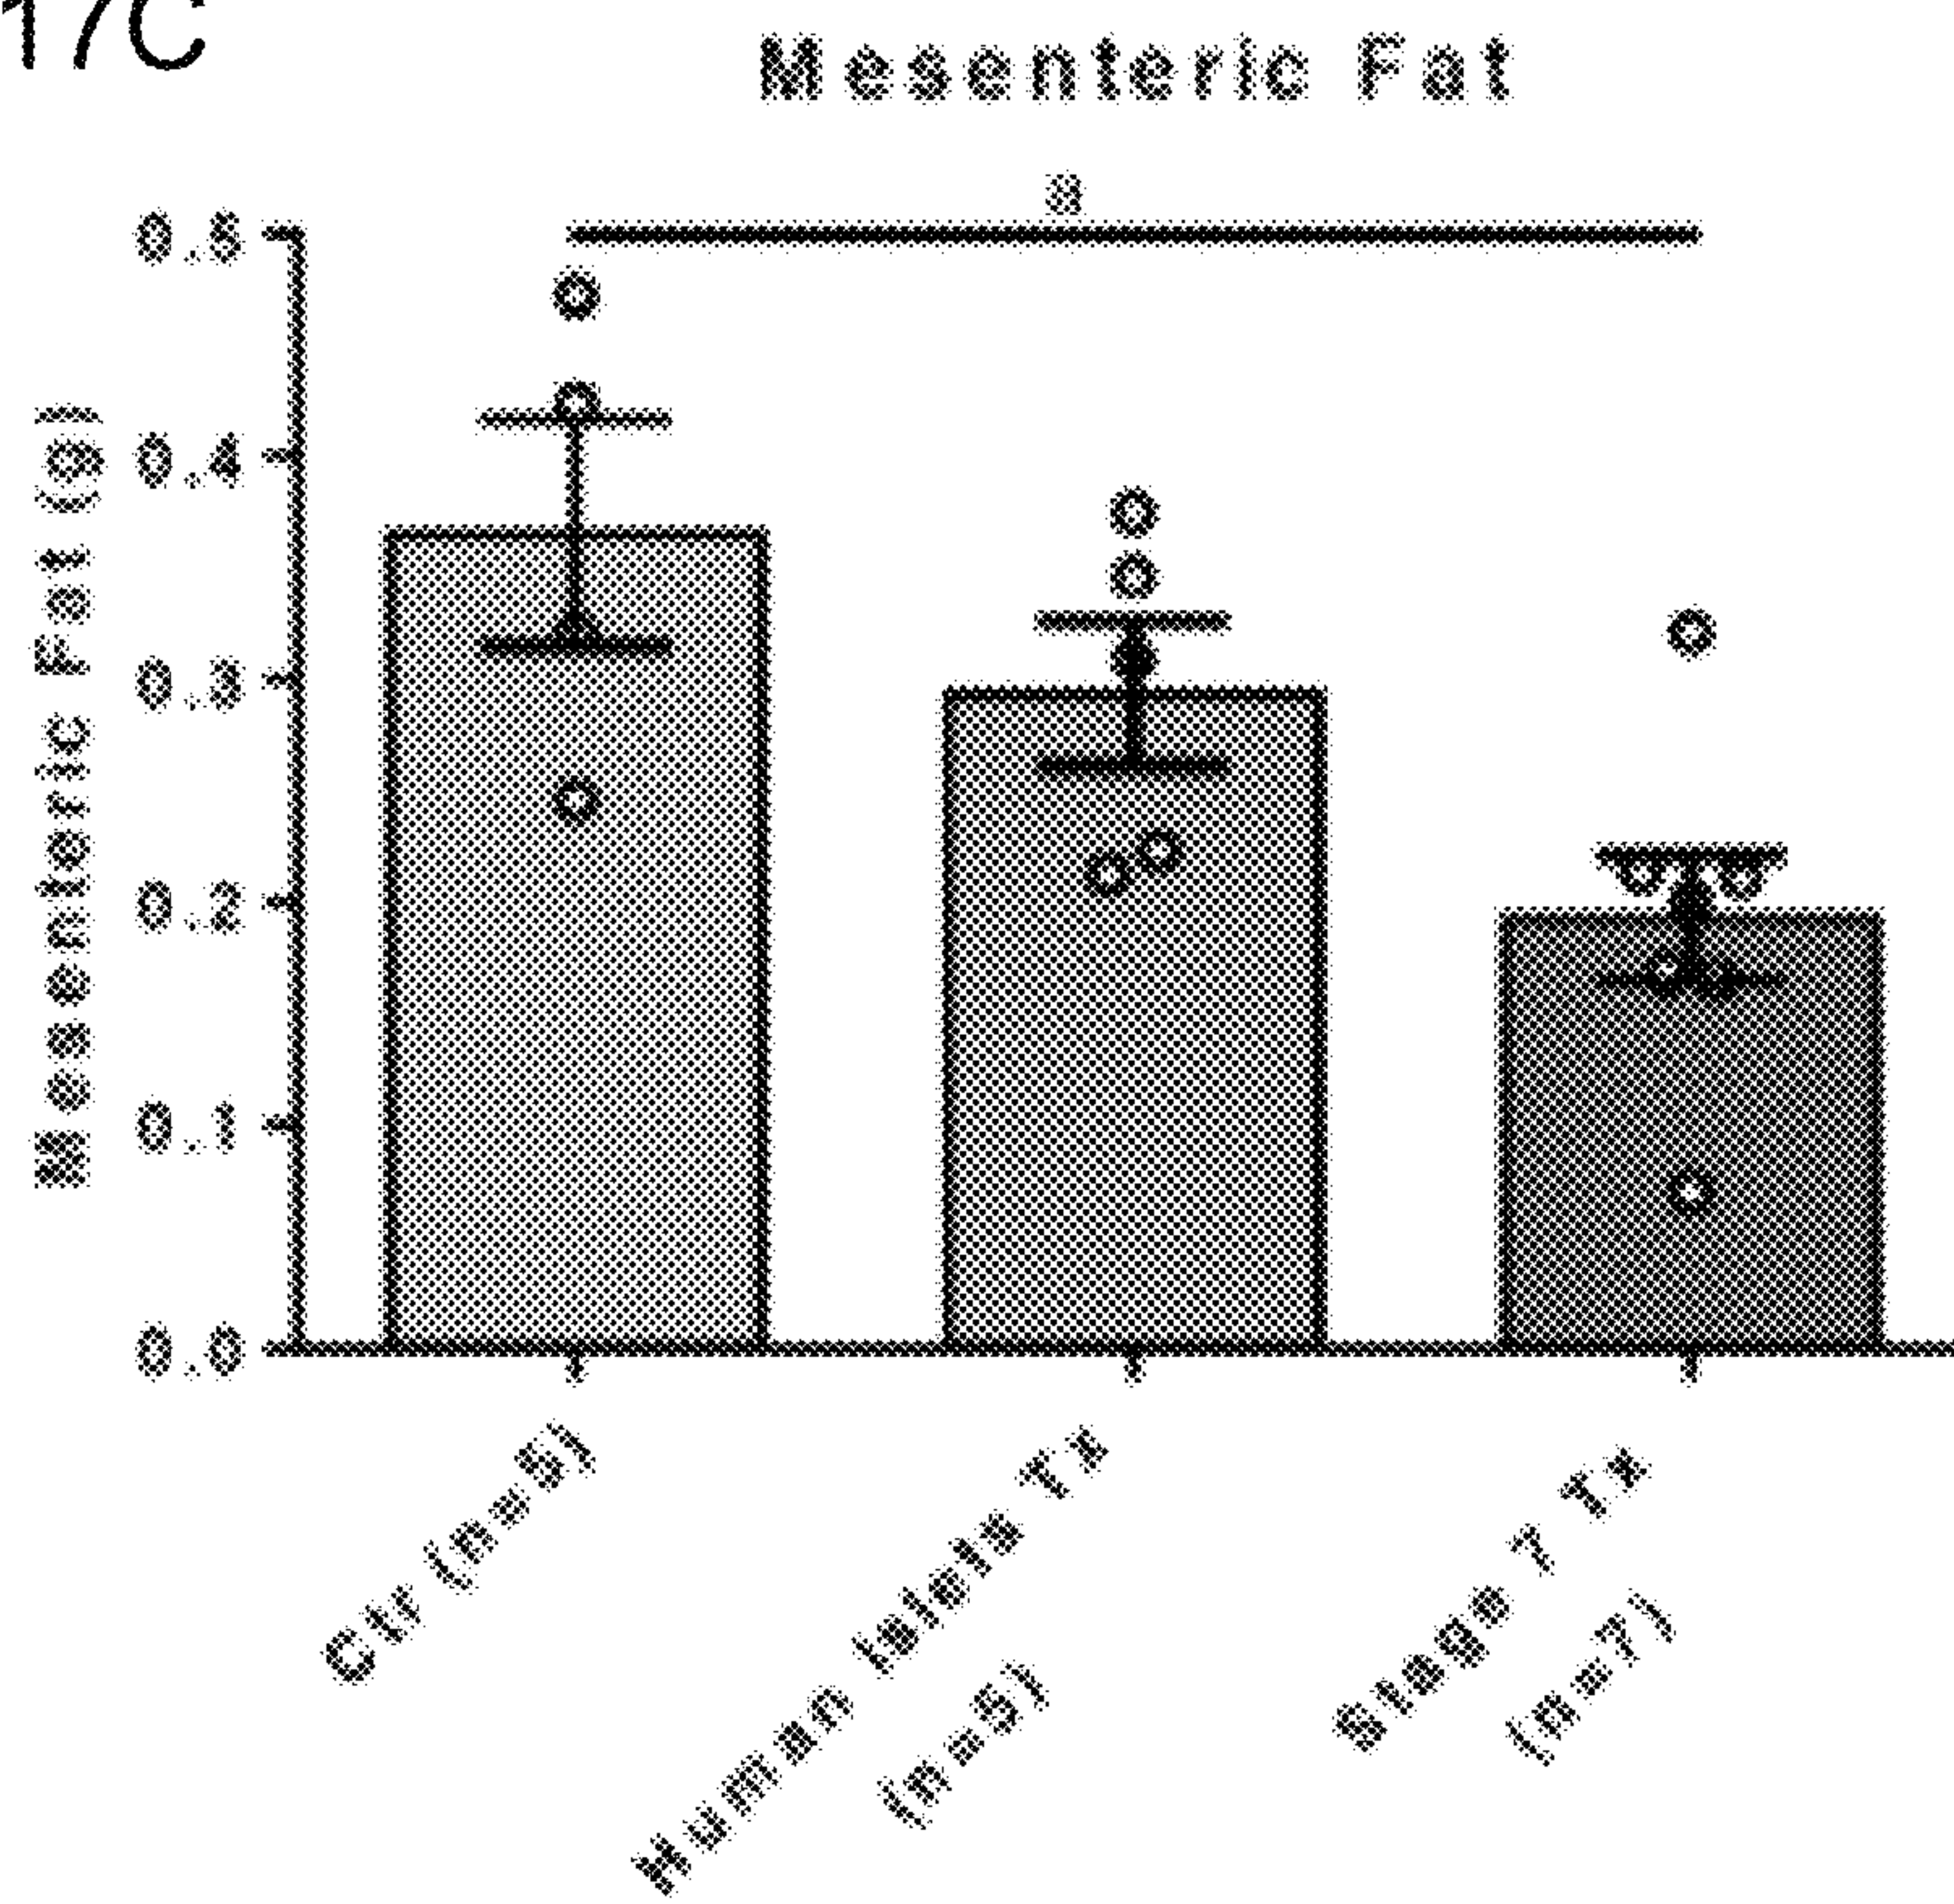 17C
Mesenteric Fat
a
Mesenteric Fat (g)
0.5
0.4
0.3
0.2
0.1
0.0
Ctr (n=5)
Human Islets Tx
(n=5)
Stage 7 Tx
(n=7)